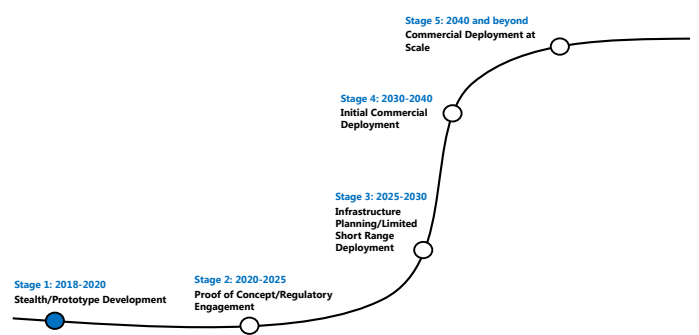 Stage 5: 2040 and beyond
Commercial Deployment at
Scale
Stage 4: 2030-2040
Initial Commercial
Deployment
Stage 3: 2025-2030
Infrastructure
Planning/Limited
Short Range
Deployment
Stage 2: 2020-2025
Proof of Concept/Regulatory
Engagement
Stage 1: 2018-2020
Stealth/Prototype Development